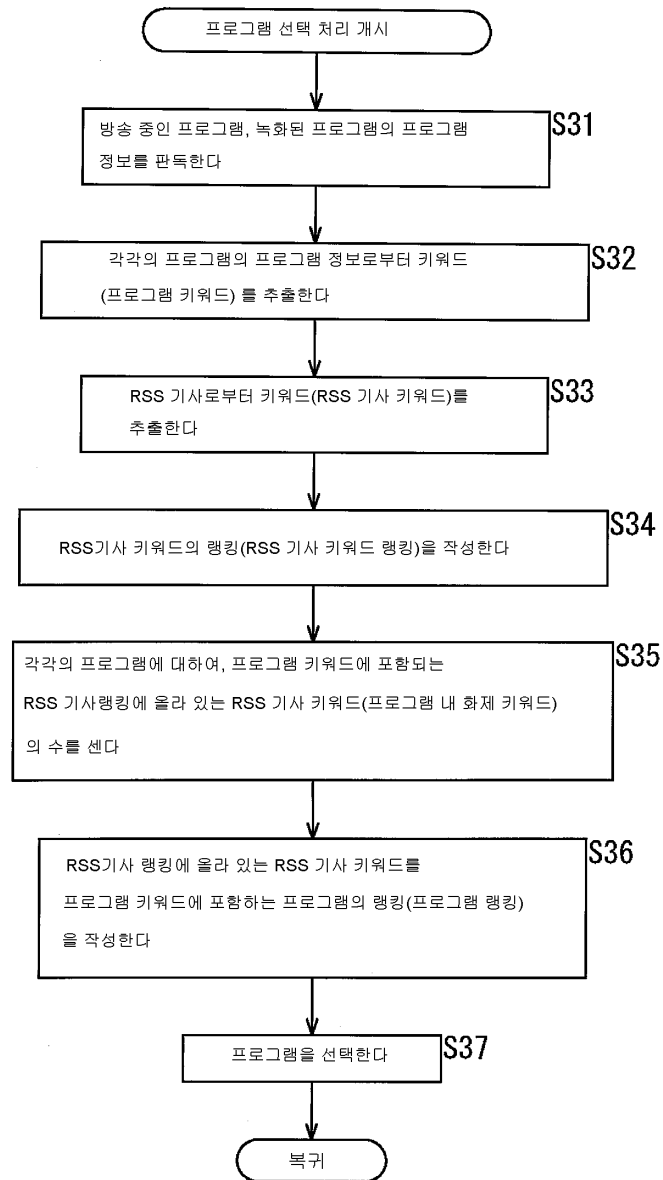 프로그램 선택 처리 개시
방송 중인 프로그램, 녹화된 프로그램의 프로그램
정보를 판독한다
S31
각각의 프로그램의 프로그램 정보로부터 키워드
(프로그램 키워드) 를 추출한다
S32
RSS 기사로부터 키워드(RSS 기사 키워드)를
추출한다
S33
RSS기사 키워드의 랭킹(RSS 기사 키워드 랭킹)을 작성한다
S34
각각의 프로그램에 대하여, 프로그램 키워드에 포함되는
RSS 기사랭킹에 올라 있는 RSS 기사 키워드(프로그램 내 화제 키워드)
의 수를 센다
S35
RSS기사 랭킹에 올라 있는 RSS 기사 키워드를
프로그램 키워드에 포함하는 프로그램의 랭킹(프로그램 랭킹)
을 작성한다
S36
프로그램을 선택한다
S37
복귀